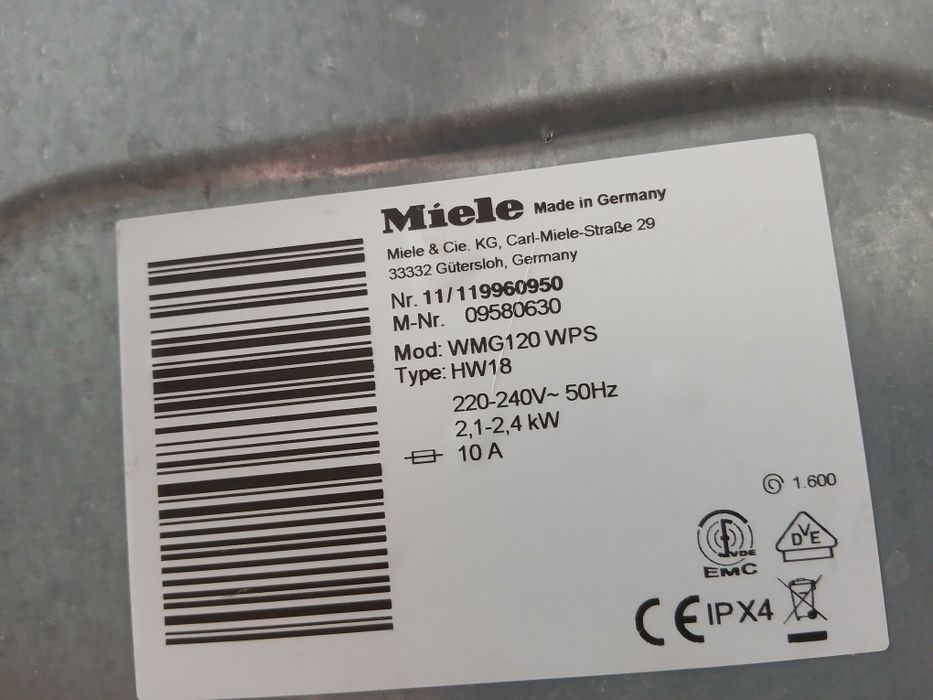 Miele Made in Germany
Miele & Cie. KG, Carl-Miele-Straße 29
33332 Gütersloh, Germany
Nr. 11/119960950
M-Nr. 09580630
Mod: WMG120 WPS
Type: HW18
220-240V~ 50Hz
2,1-2,4 kW
10 A
1.600
VDE
EMC
DVE
CE IPX4